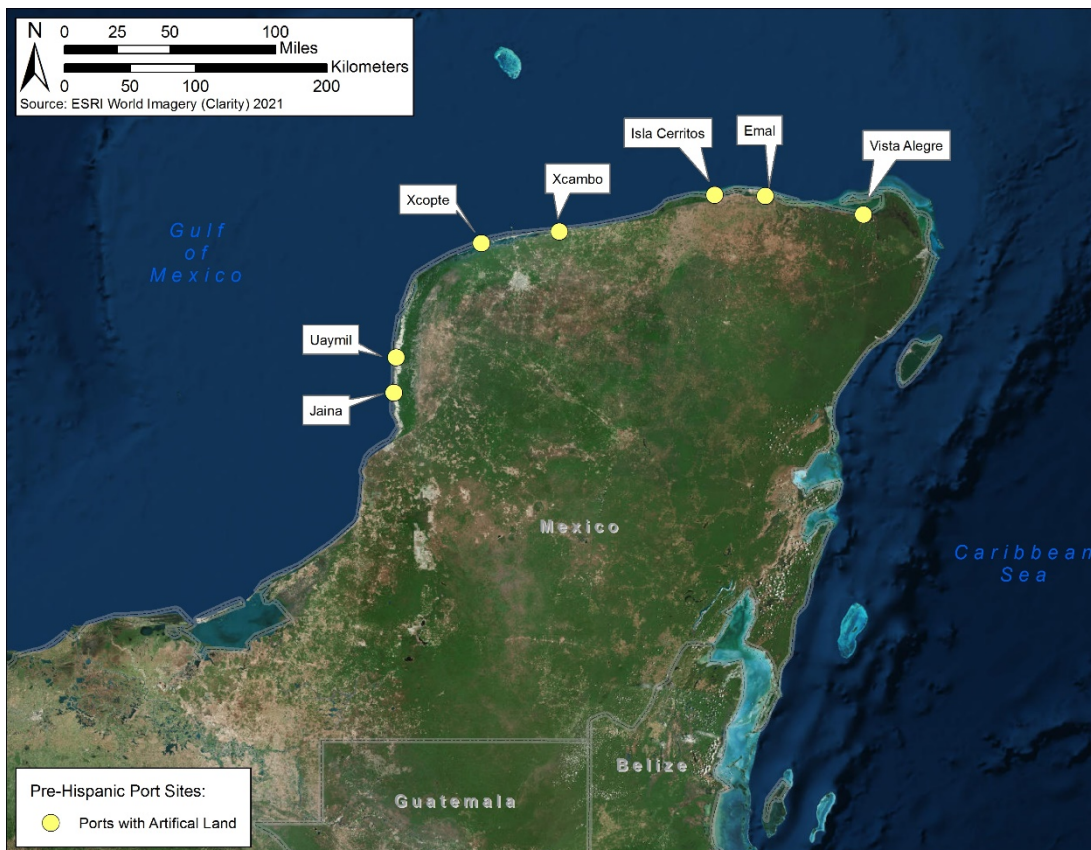 N
0 25 50 100
Miles
Kilometers
0 50 100 200
Source: ESRI World Imagery (Clarity) 2021
Isla Cerritos
Emal
Vista Alegre
Xcopte
Xcambo
Gulf
of
Mexico
Uaymil
Jaina
Mexico
Caribbean
Sea
Belize
Guatemala
Pre-Hispanic Port Sites:
Ports with Artifical Land